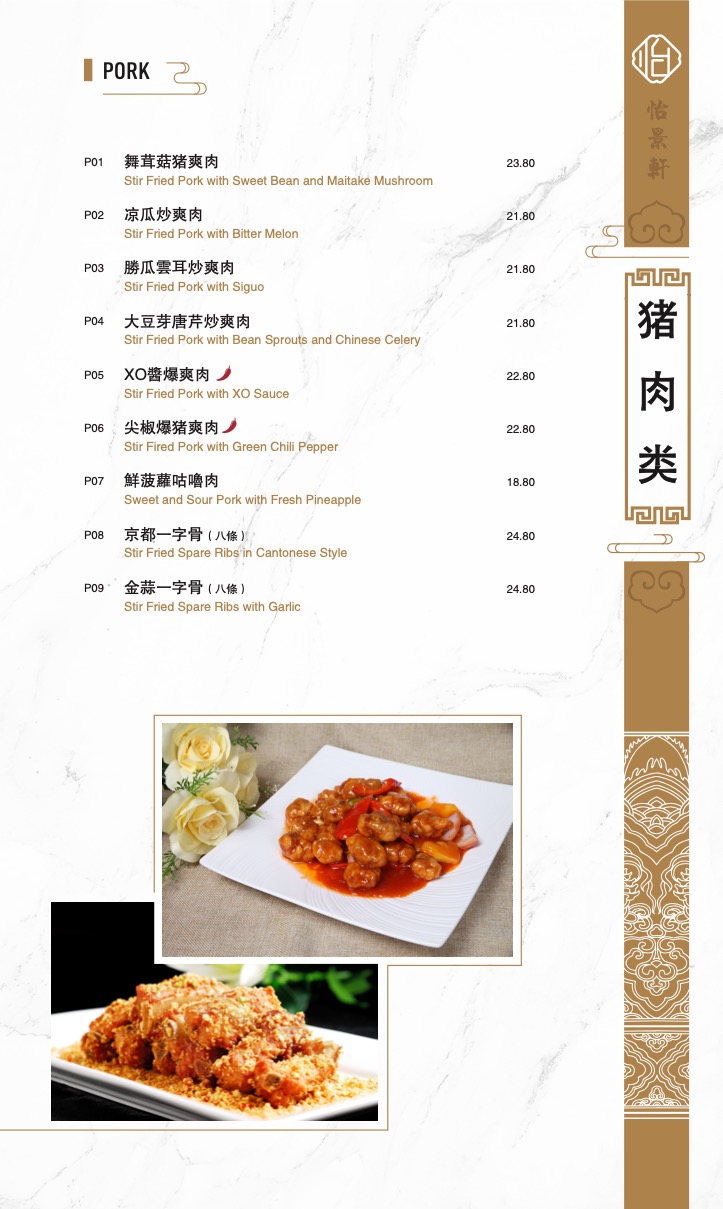 PORK
P01 舞茸菇猪爽肉 23.80
Stir Fried Pork with Sweet Bean and Maitake Mushroom
P02 凉瓜炒爽肉 21.80
Stir Fried Pork with Bitter Melon
P03 勝瓜雲耳炒爽肉 21.80
Stir Fried Pork with Siguo
P04 大豆芽唐芹炒爽肉 21.80
Stir Fried Pork with Bean Sprouts and Chinese Celery
P05 XO醬爆爽肉 22.80
Stir Fried Pork with XO Sauce
P06 尖椒爆猪爽肉 22.80
Stir Fired Pork with Green Chili Pepper
P07 鮮菠蘿咕嚕肉 18.80
Sweet and Sour Pork with Fresh Pineapple
P08 京都一字骨 ( 八條 ) 24.80
Stir Fried Spare Ribs in Cantonese Style
P09 金蒜一字骨 ( 八條 ) 24.80
Stir Fried Spare Ribs with Garlic
怡景軒
猪肉类